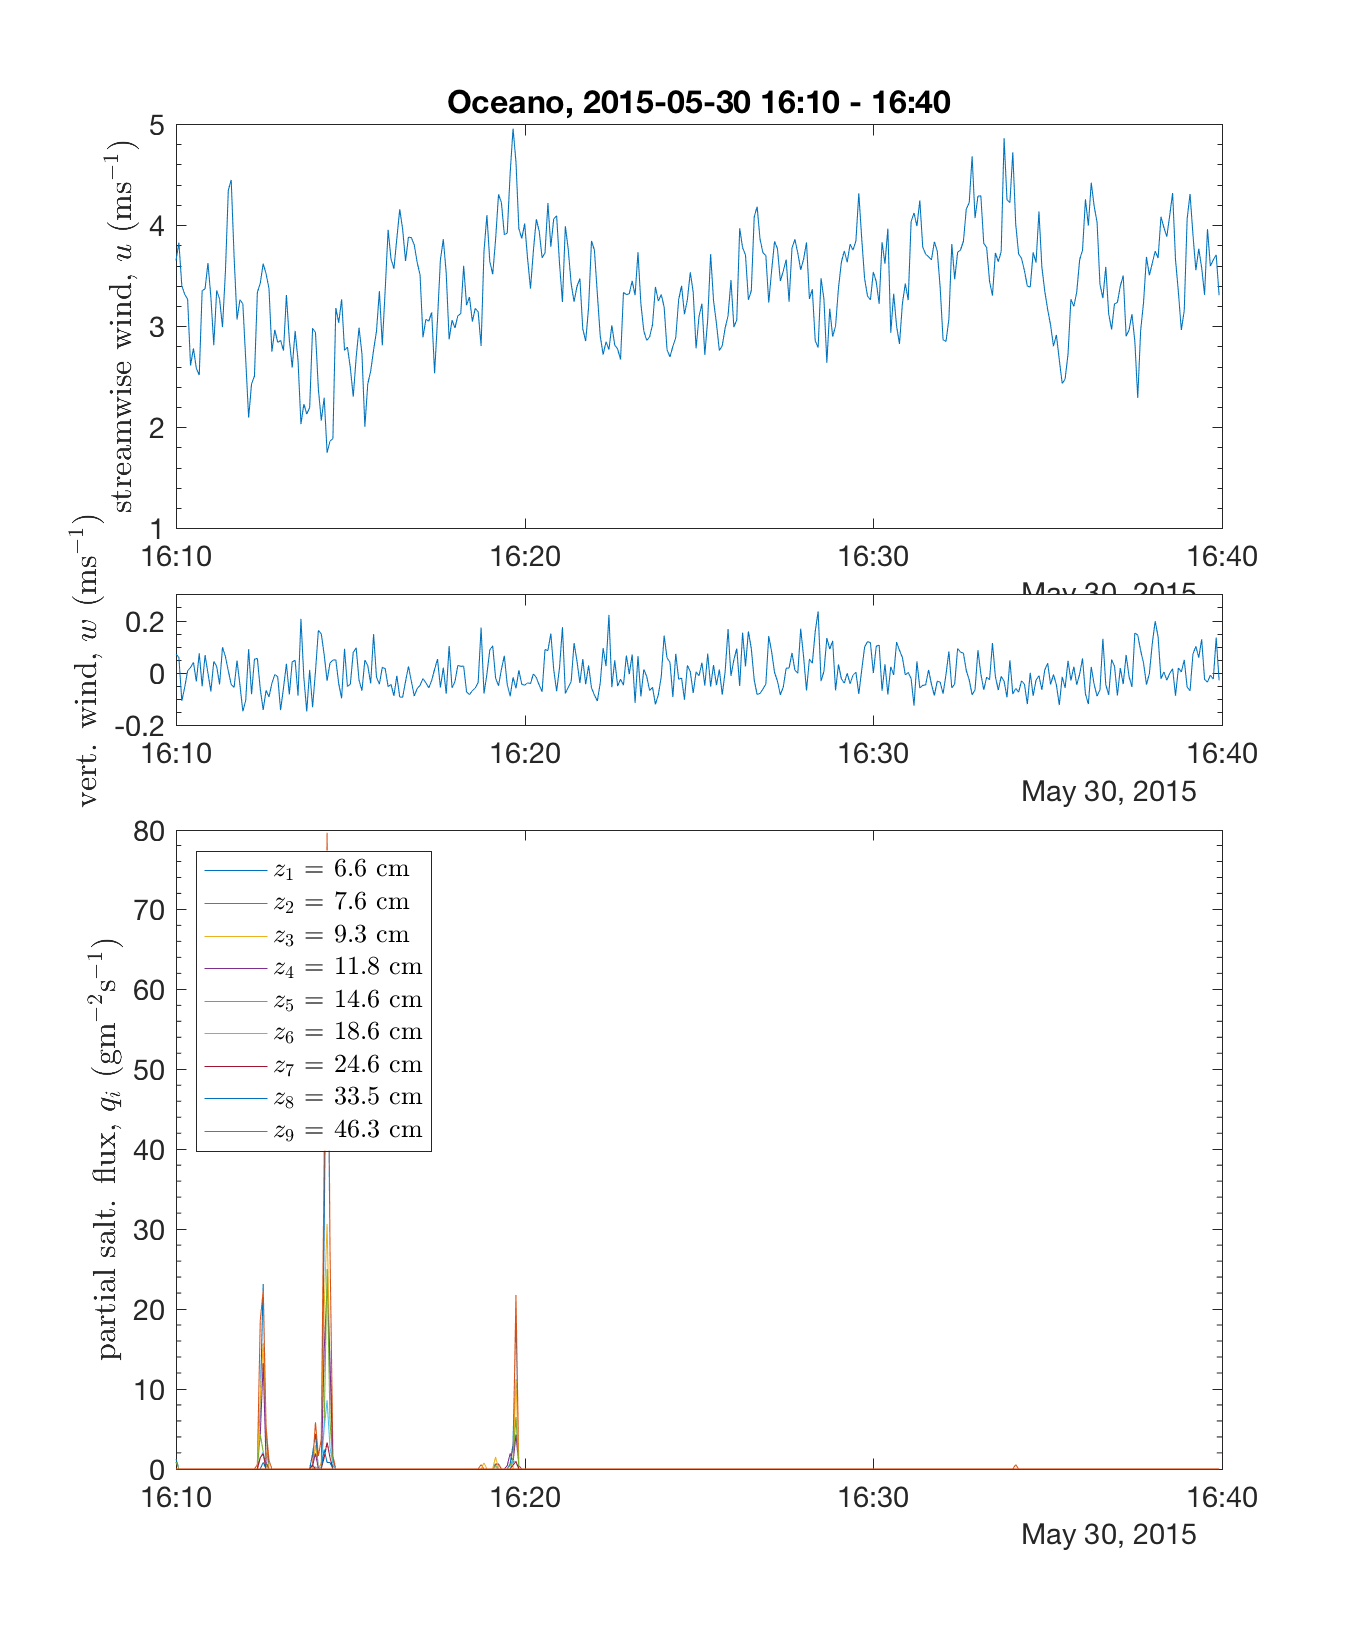 Oceano, 2015-05-30 16:10 - 16:40
streamwise wind, u (ms⁻¹)
5
4
3
2
1
16:10 16:20 16:30 16:40
May 30, 2015
vert. wind, w (ms⁻¹)
0.2
0
-0.2
16:10 16:20 16:30 16:40
May 30, 2015
partial salt. flux, qᵢ (gm⁻²s⁻¹)
80
70
60
50
40
30
20
10
0
z₁ = 6.6 cm
z₂ = 7.6 cm
z₃ = 9.3 cm
z₄ = 11.8 cm
z₅ = 14.6 cm
z₆ = 18.6 cm
z₇ = 24.6 cm
z₈ = 33.5 cm
z₉ = 46.3 cm
16:10 16:20 16:30 16:40
May 30, 2015